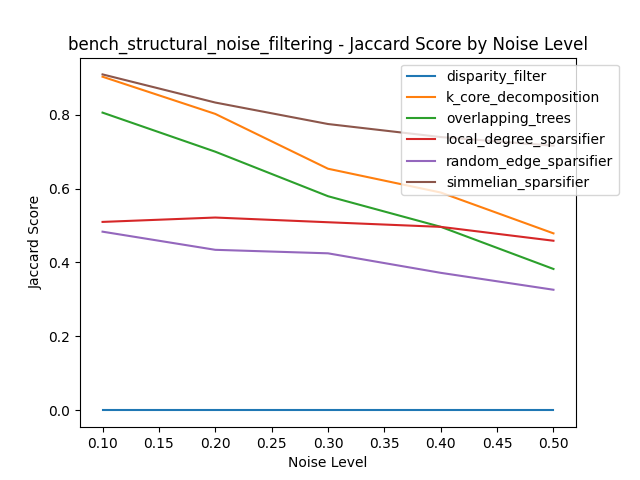 bench_structural_noise_filtering - Jaccard Score by Noise Level
disparity_filter
k_core_decomposition
overlapping_trees
local_degree_sparsifier
random_edge_sparsifier
simmelian_sparsifier
Jaccard Score
0.8
0.6
0.4
0.2
0.0
0.10 0.15 0.20 0.25 0.30 0.35 0.40 0.45 0.50
Noise Level